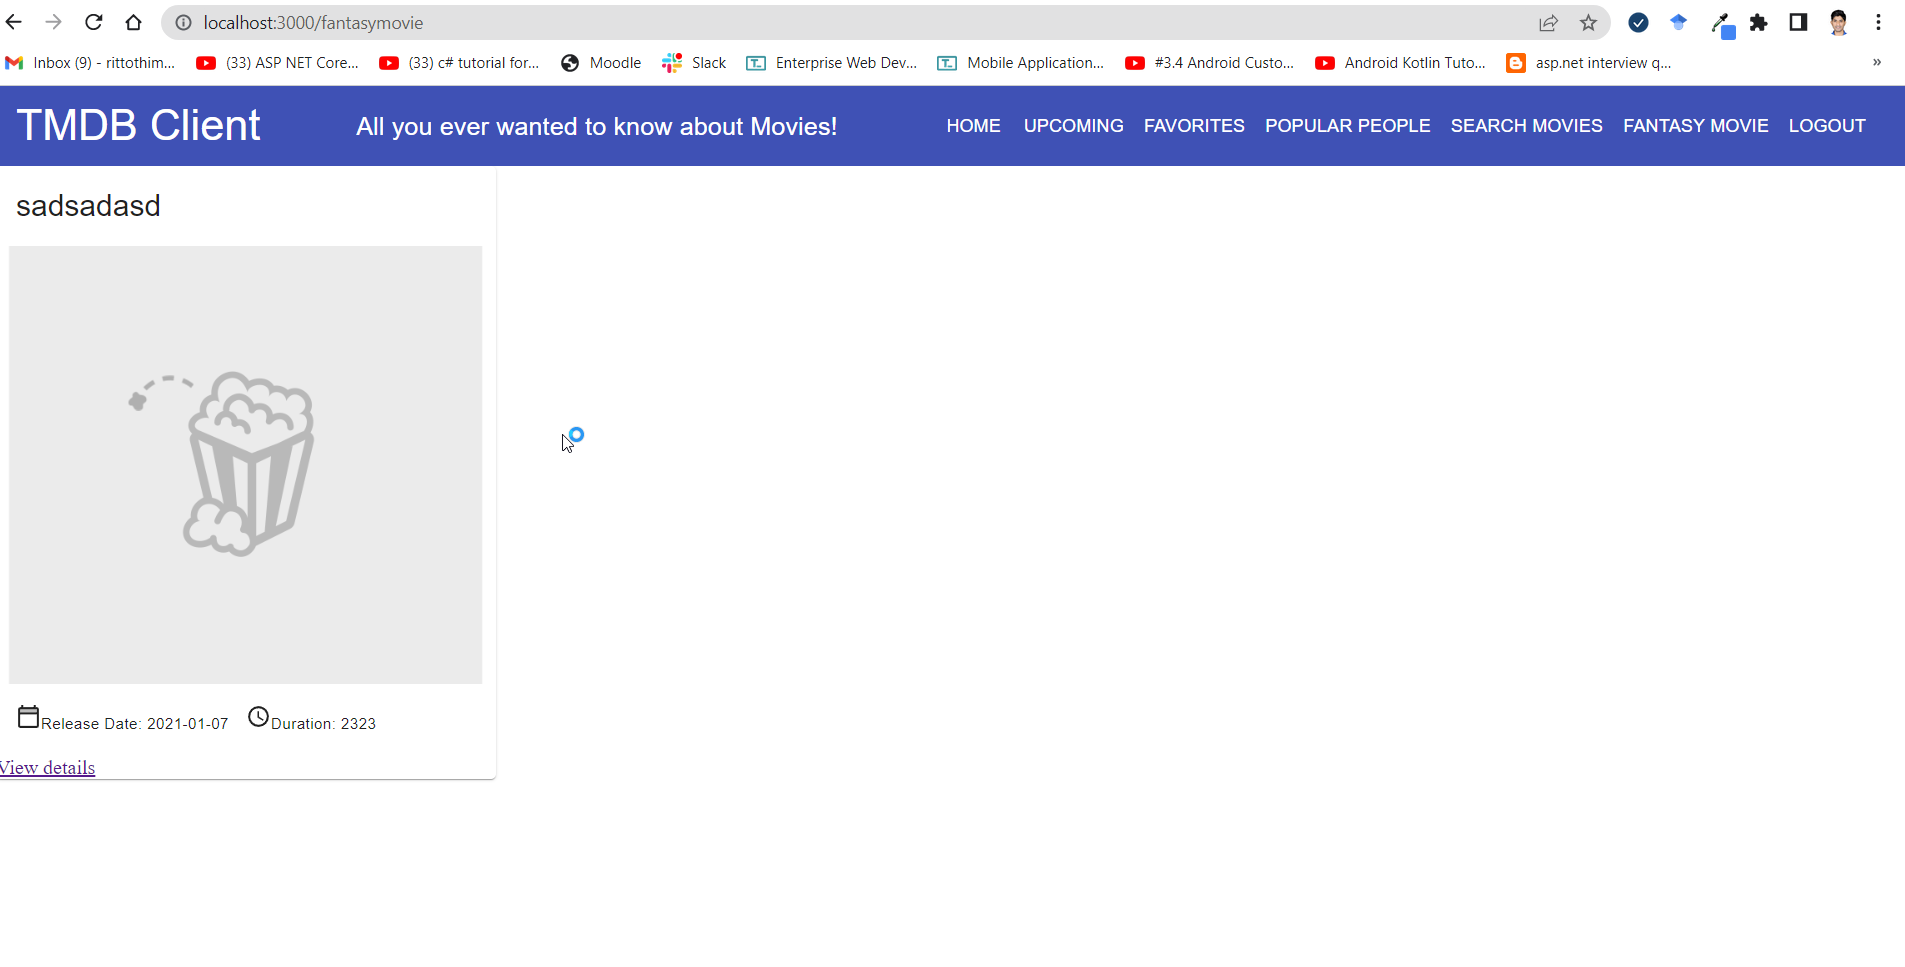 localhost:3000/fantasymovie
Inbox (9) - rittothim... (33) ASP NET Core... (33) c# tutorial for... Moodle Slack Enterprise Web Dev... Mobile Application... #3.4 Android Custo... Android Kotlin Tuto... asp.net interview q... »
TMDB Client All you ever wanted to know about Movies! HOME UPCOMING FAVORITES POPULAR PEOPLE SEARCH MOVIES FANTASY MOVIE LOGOUT
sadsadasd
Release Date: 2021-01-07 Duration: 2323
View details